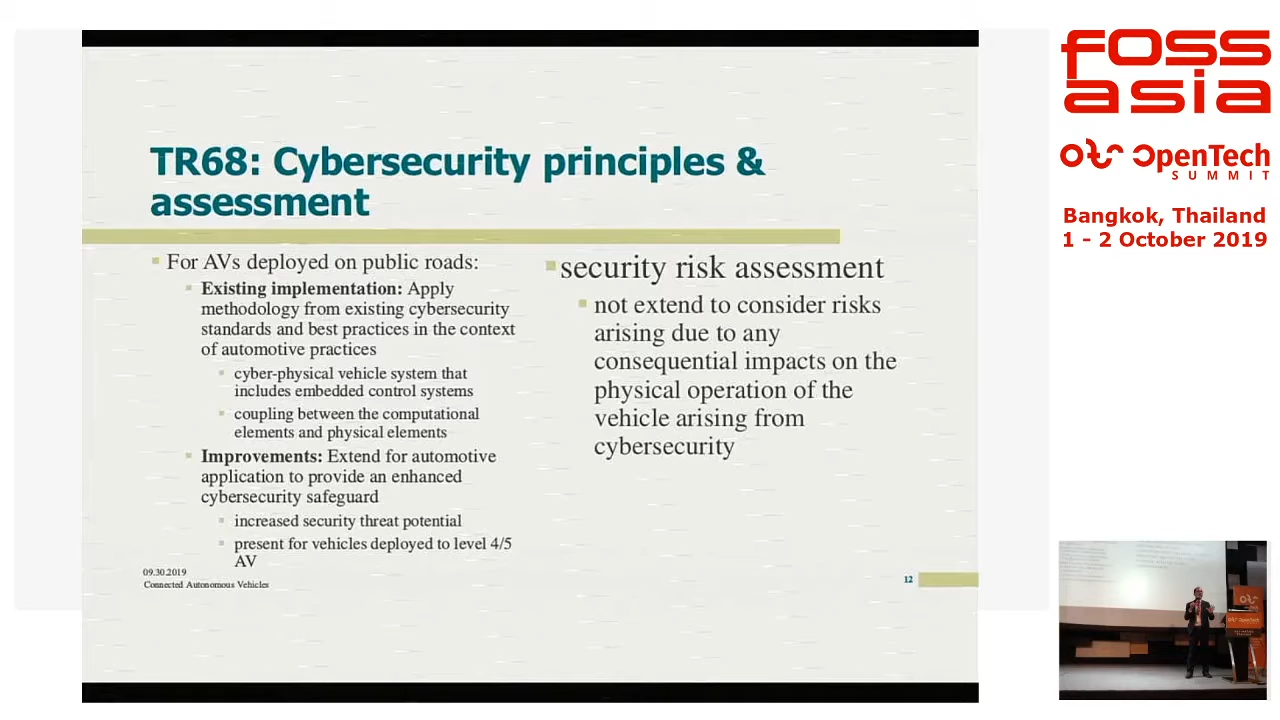 TR68: Cybersecurity principles &
assessment
For AVs deployed on public roads:
Existing implementation: Apply
methodology from existing cybersecurity
standards and best practices in the context
of automotive practices
cyber-physical vehicle system that
includes embedded control systems
coupling between the computational
elements and physical elements
Improvements: Extend for automotive
application to provide an enhanced
cybersecurity safeguard
increased security threat potential
present for vehicles deployed to level 4/5
AV
security risk assessment
not extend to consider risks
arising due to any
consequential impacts on the
physical operation of the
vehicle arising from
cybersecurity
09.30.2019
Connected Autonomous Vehicles
12
foss
asia
OpenTech
SUMMIT
Bangkok, Thailand
1 - 2 October 2019